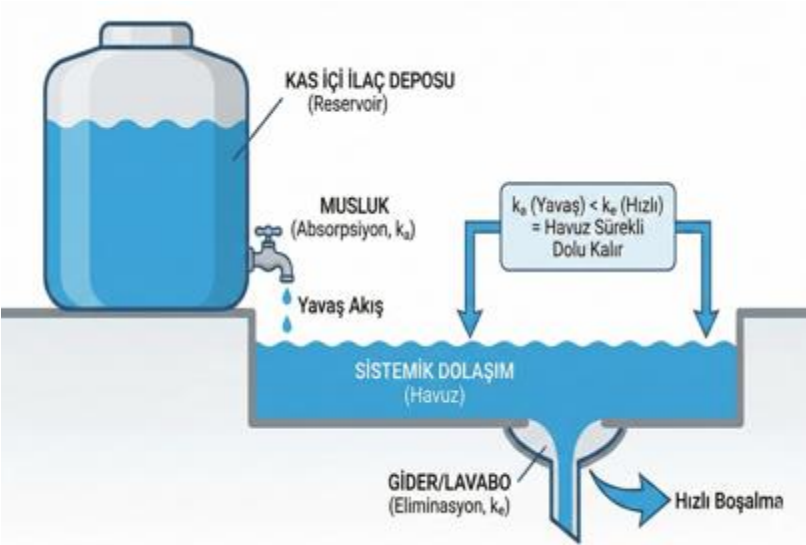 KAS İÇİ İLAÇ DEPOSU
(Reservoir)
MUSLUK
(Absorpsiyon, kₐ)
Yavaş Akış
kₐ (Yavaş) < kₑ (Hızlı)
= Havuz Sürekli
Dolu Kalır
SİSTEMİK DOLAŞIM
(Havuz)
GİDER/LAVABO
(Eliminasyon, kₑ)
Hızlı Boşalma